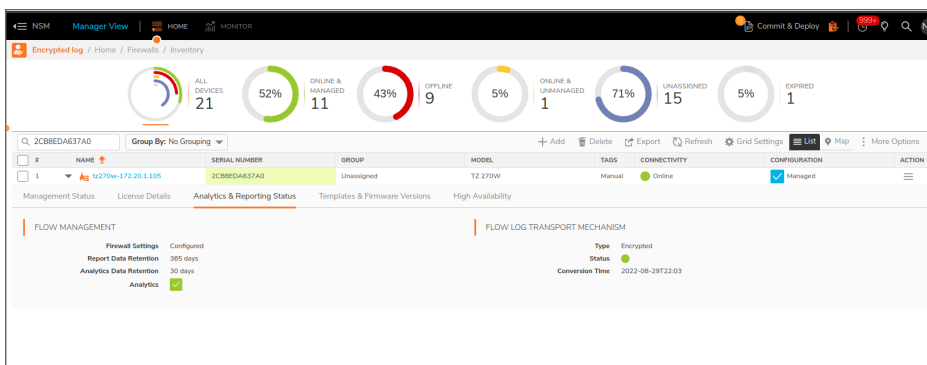 NSM Manager View HOME MONITOR 9 Commit & Deploy 999+ N
Encrypted log / Home / Firewalls / Inventory
ALL DEVICES 21
52% ONLINE & MANAGED 11
43% OFFLINE 9
5% ONLINE & UNMANAGED 1
71% UNASSIGNED 15
5% EXPIRED 1
2CB8EDA637A0 Group By: No Grouping + Add Delete Export Refresh Grid Settings List Map More Options
# NAME SERIAL NUMBER GROUP MODEL TAGS CONNECTIVITY CONFIGURATION ACTION
1 tz270w-172.20.1.105 2CB8EDA637A0 Unassigned TZ 270W Manual Online Managed
Management Status License Details Analytics & Reporting Status Templates & Firmware Versions High Availability
FLOW MANAGEMENT
Firewall Settings Configured
Report Data Retention 365 days
Analytics Data Retention 30 days
Analytics
FLOW LOG TRANSPORT MECHANISM
Type Encrypted
Status
Conversion Time 2022-08-29T22:03